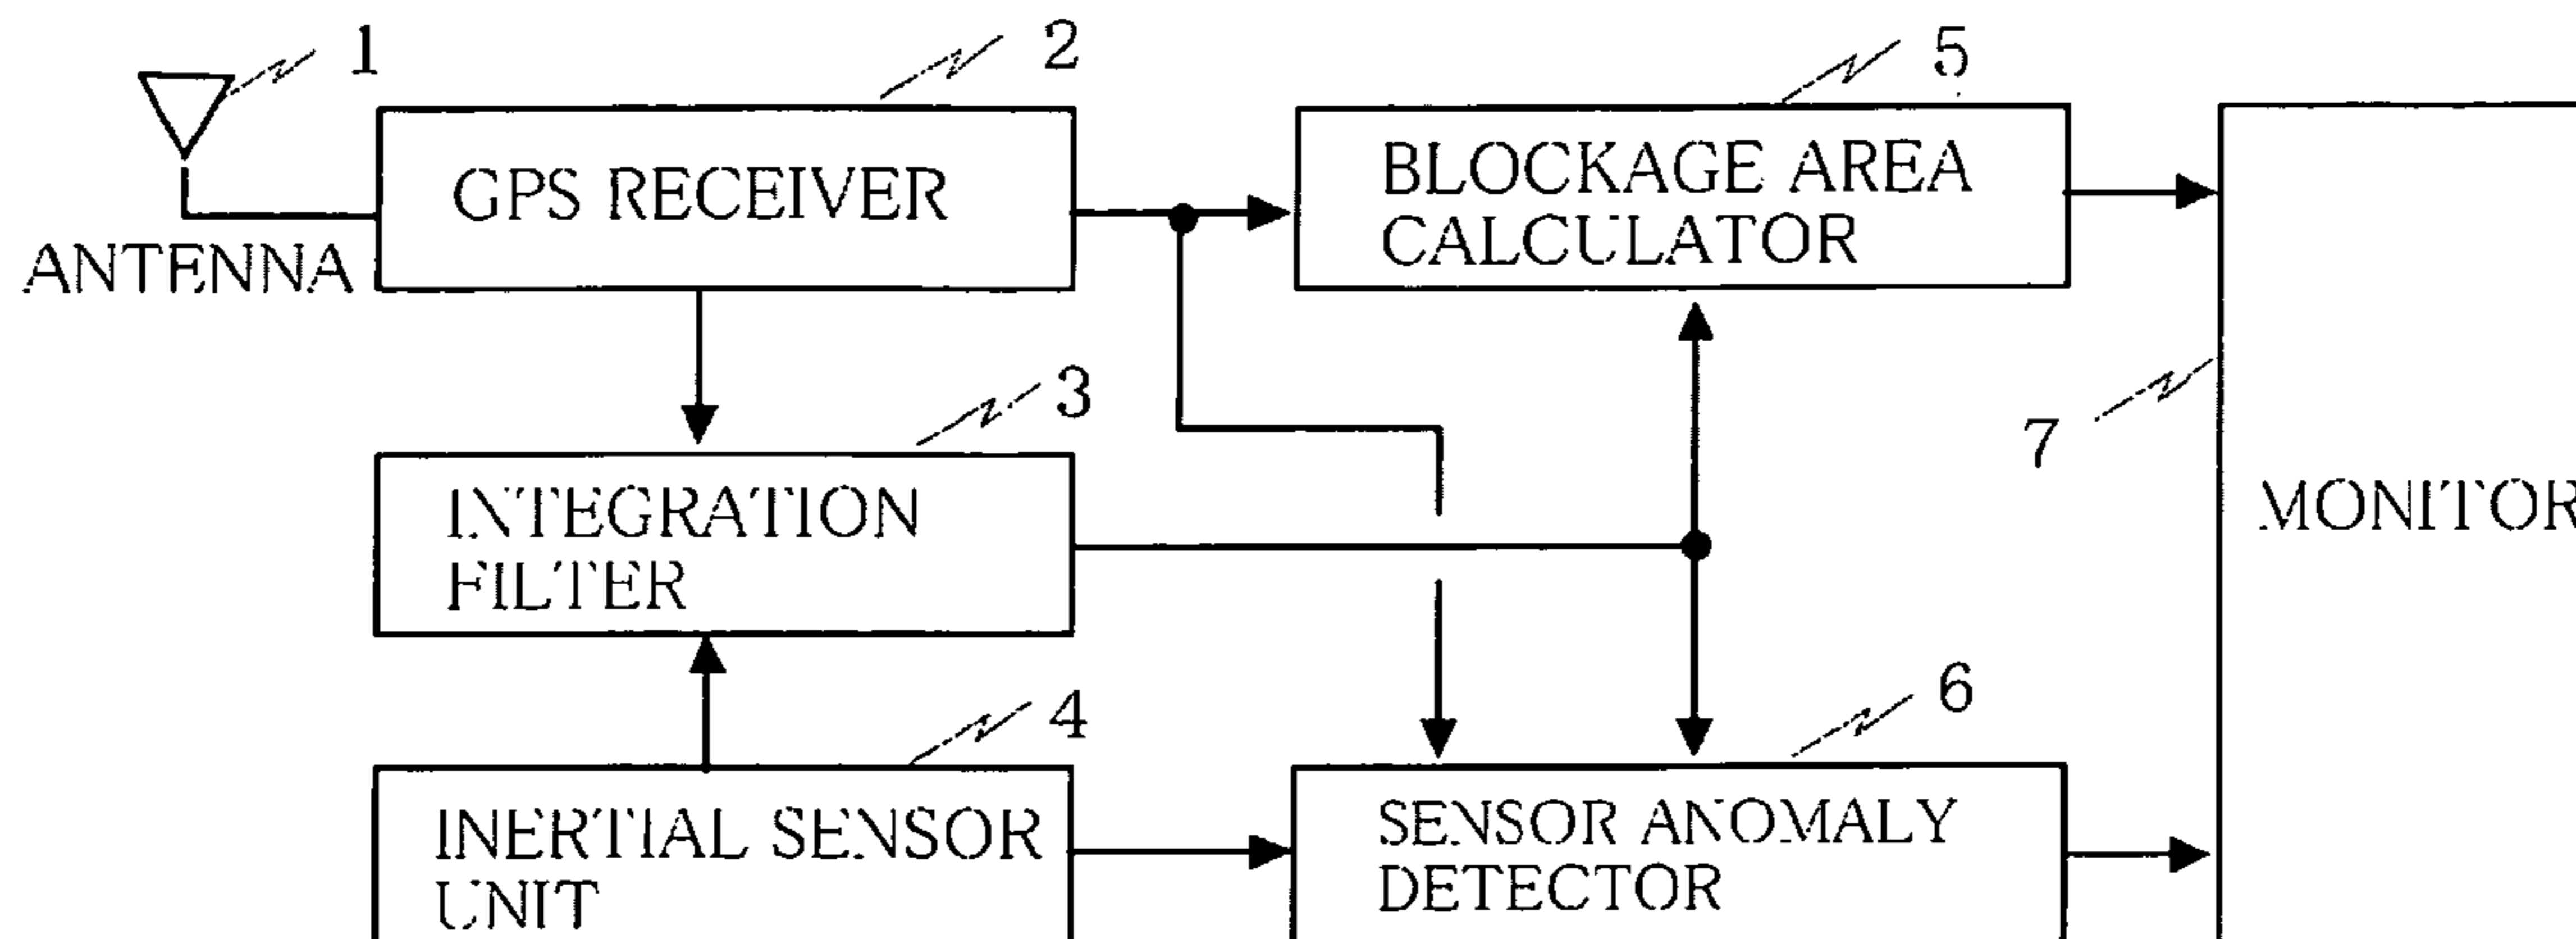 1
2
5
GPS RECEIVER
BLOCKAGE AREA
CALCULATOR
ANTENNA
3
7
INTEGRATION
FILTER
MONITOR
4
6
INERTIAL SENSOR
UNIT
SENSOR ANOMALY
DETECTOR